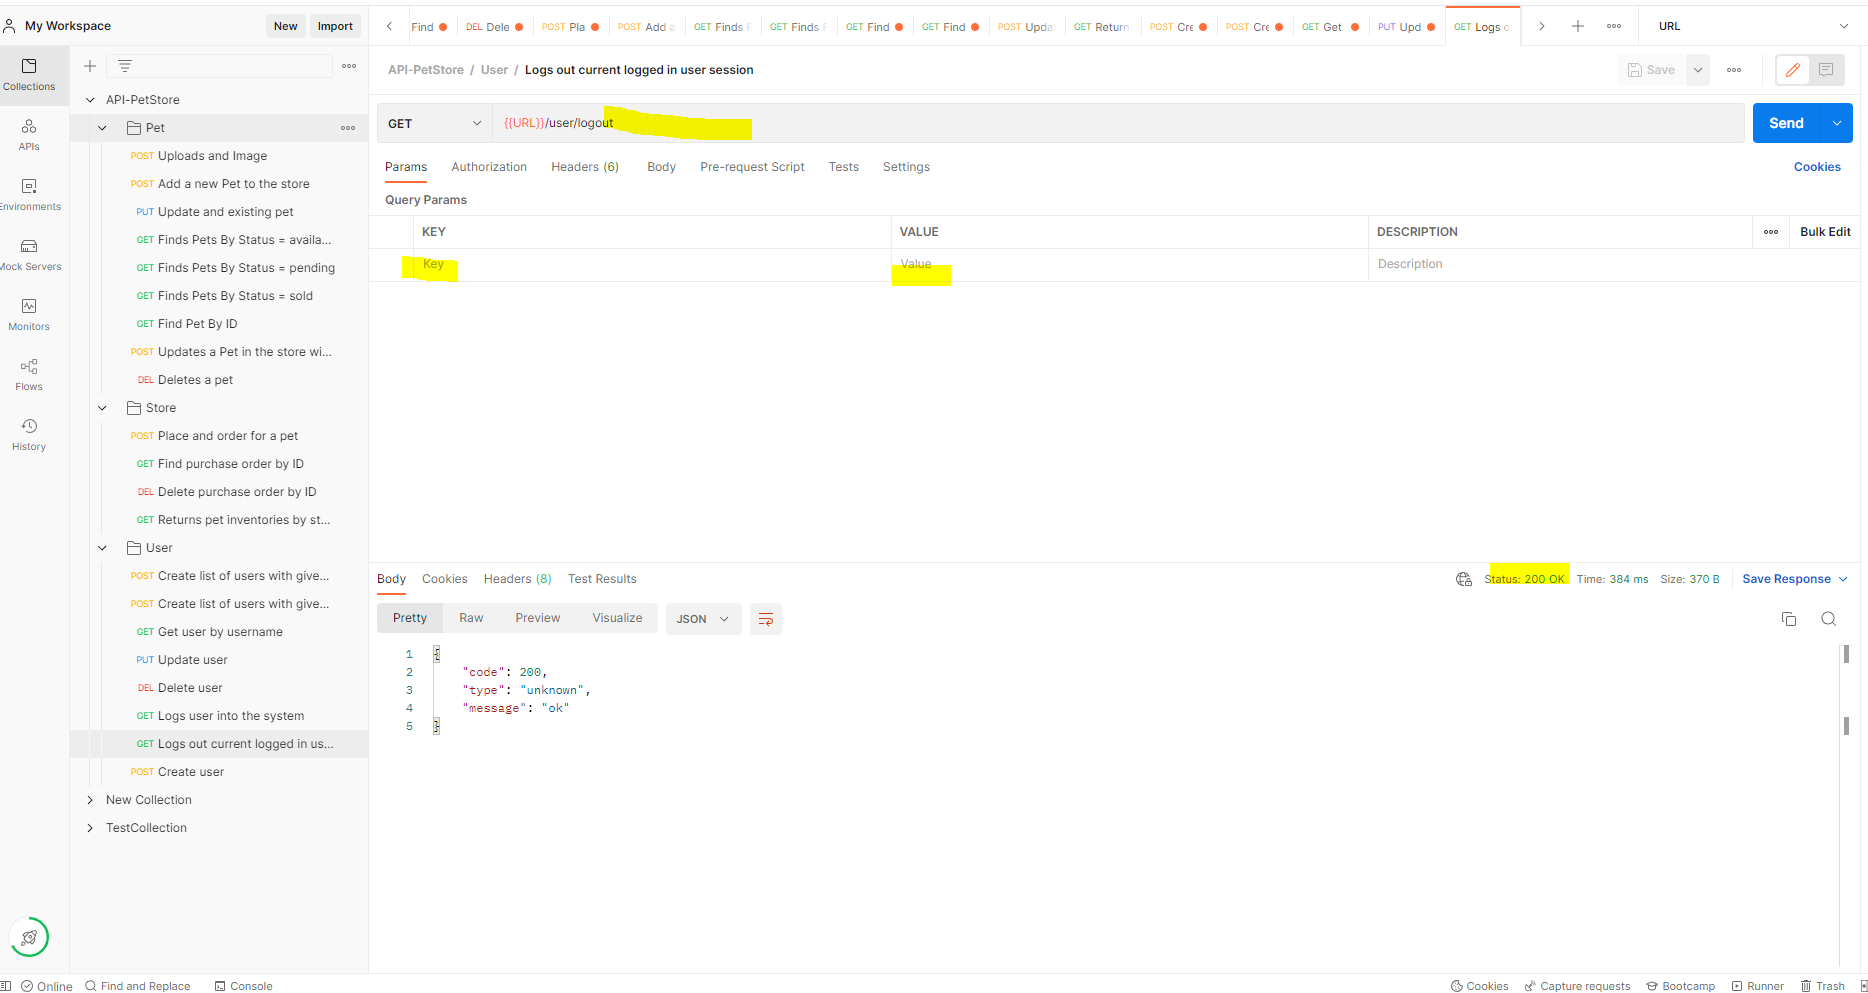 My Workspace
New
Import
Find
DEL Dele
POST Pla
POST Add a
GET Finds P
GET Finds F
GET Find
GET Find
POST Upda
GET Return
POST Cre
POST Cre
GET Get
PUT Upd
GET Logs o
URL
Collections
APIs
Environments
Mock Servers
Monitors
Flows
History
API-PetStore
Pet
POST Uploads and Image
POST Add a new Pet to the store
PUT Update and existing pet
GET Finds Pets By Status = availa...
GET Finds Pets By Status = pending
GET Finds Pets By Status = sold
GET Find Pet By ID
POST Updates a Pet in the store wi...
DEL Deletes a pet
Store
POST Place and order for a pet
GET Find purchase order by ID
DEL Delete purchase order by ID
GET Returns pet inventories by st...
User
POST Create list of users with give...
POST Create list of users with give...
GET Get user by username
PUT Update user
DEL Delete user
GET Logs user into the system
GET Logs out current logged in us...
POST Create user
New Collection
TestCollection
API-PetStore / User / Logs out current logged in user session
Save
GET
{{URL}}/user/logout
Send
Params
Authorization
Headers (6)
Body
Pre-request Script
Tests
Settings
Cookies
Query Params
KEY
VALUE
DESCRIPTION
Bulk Edit
Key
Value
Description
Body
Cookies
Headers (8)
Test Results
Status: 200 OK
Time: 384 ms
Size: 370 B
Save Response
Pretty
Raw
Preview
Visualize
JSON
1 {
2 "code": 200,
3 "type": "unknown",
4 "message": "ok"
5 }
Online
Find and Replace
Console
Cookies
Capture requests
Bootcamp
Runner
Trash